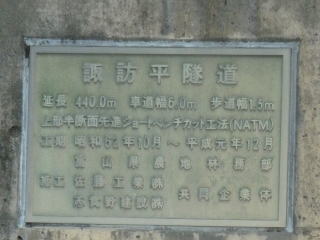 諏訪平隧道
延長 440.0m 車道幅6.0m 歩道幅1.5m
上部半断面先進ショートベンチカット工法(NATM)
工期 昭和62年10月～平成元年12月
富山県農地林務部
施工 佐藤工業㈱
志貴野建設㈱ 共同企業体